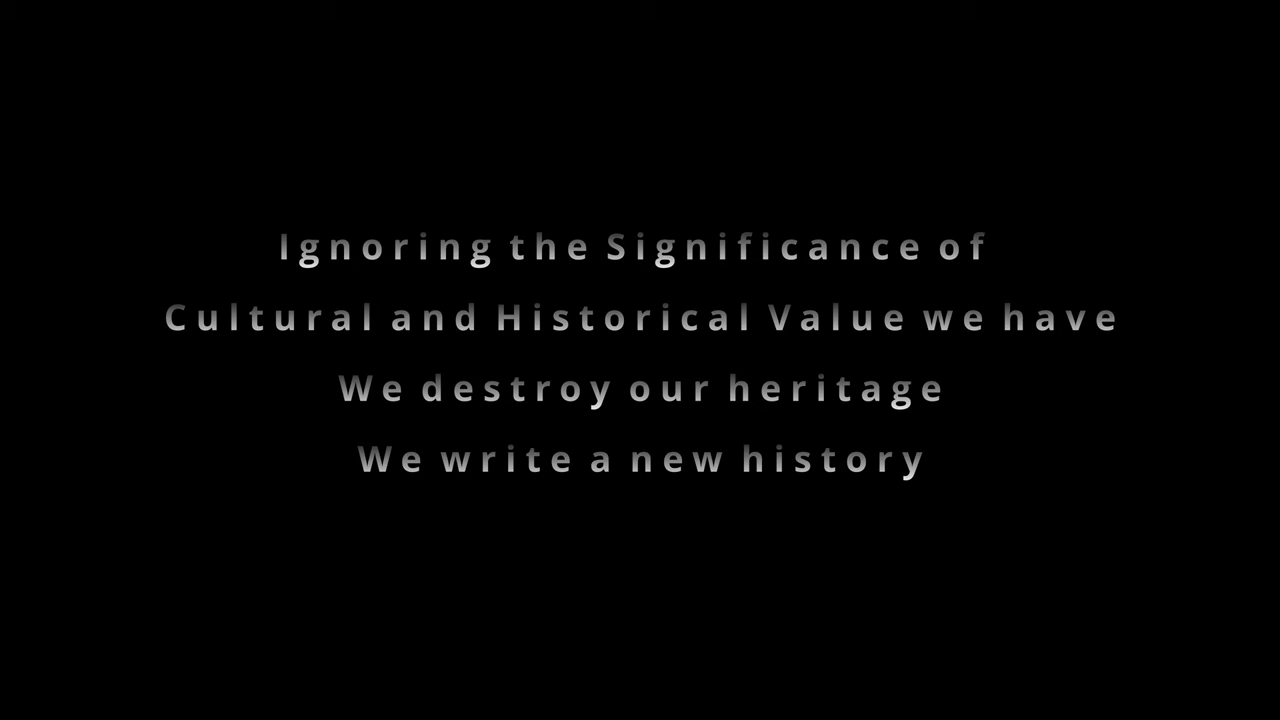 Ignoring the Significance of
Cultural and Historical Value we have
We destroy our heritage
We write a new history